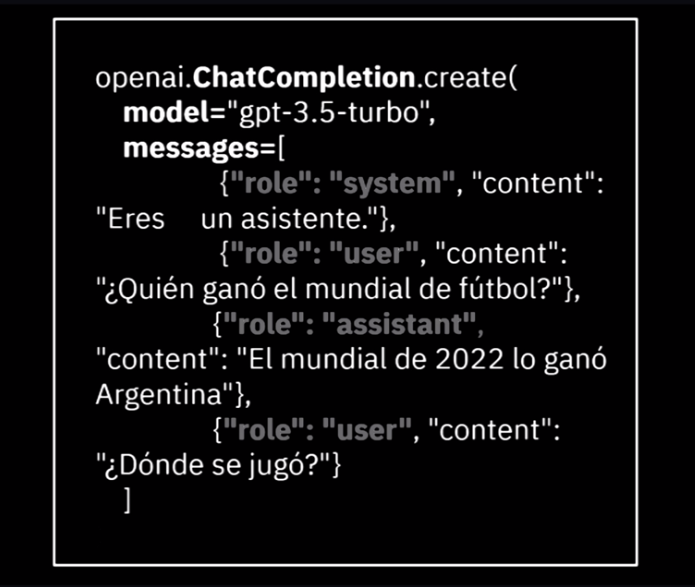 openai.ChatCompletion.create(
model="gpt-3.5-turbo",
messages=[
{"role": "system", "content":
"Eres un asistente."},
{"role": "user", "content":
"¿Quién ganó el mundial de fútbol?"},
{"role": "assistant",
"content": "El mundial de 2022 lo ganó
Argentina"},
{"role": "user", "content":
"¿Dónde se jugó?"}
]